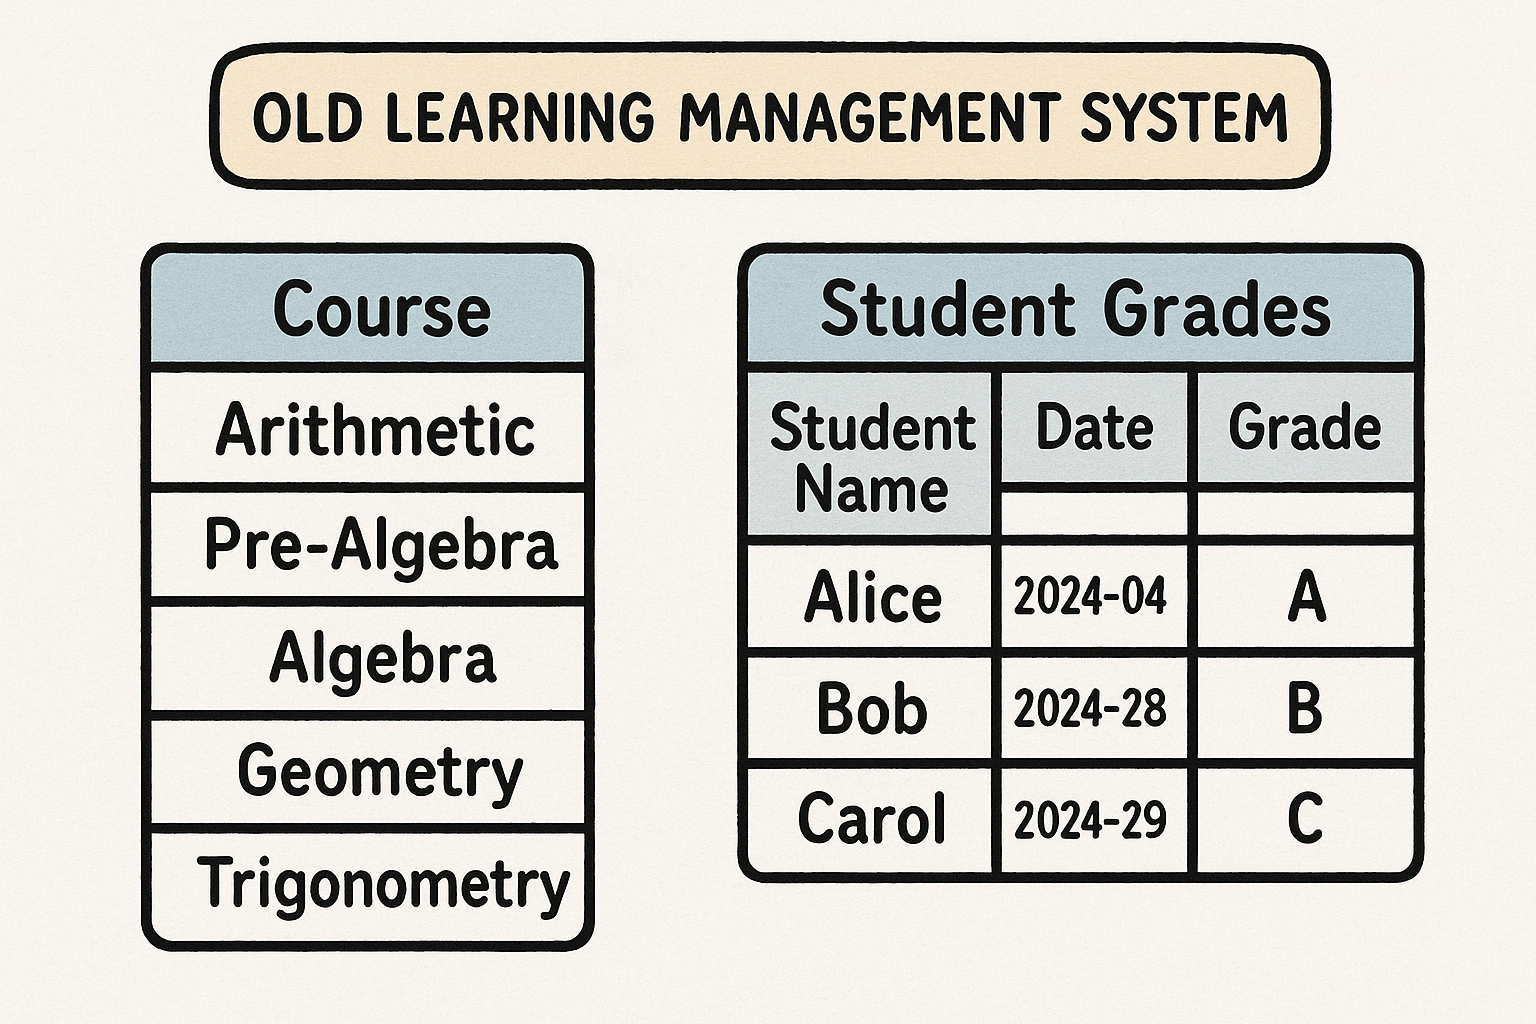 OLD LEARNING MANAGEMENT SYSTEM
Course
Arithmetic
Pre-Algebra
Algebra
Geometry
Trigonometry
Student Grades
Student Name Date Grade
Alice 2024-04 A
Bob 2024-28 B
Carol 2024-29 C